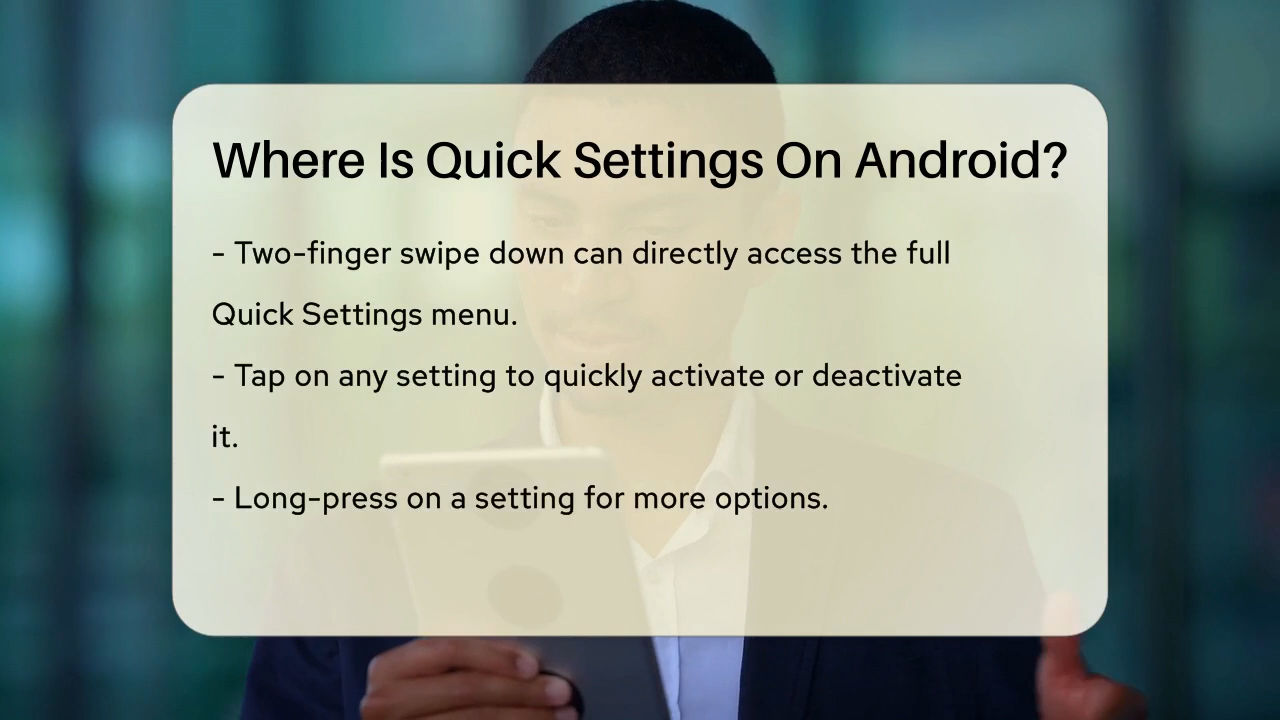 Where Is Quick Settings On Android?
- Two-finger swipe down can directly access the full
Quick Settings menu.
- Tap on any setting to quickly activate or deactivate
it.
- Long-press on a setting for more options.